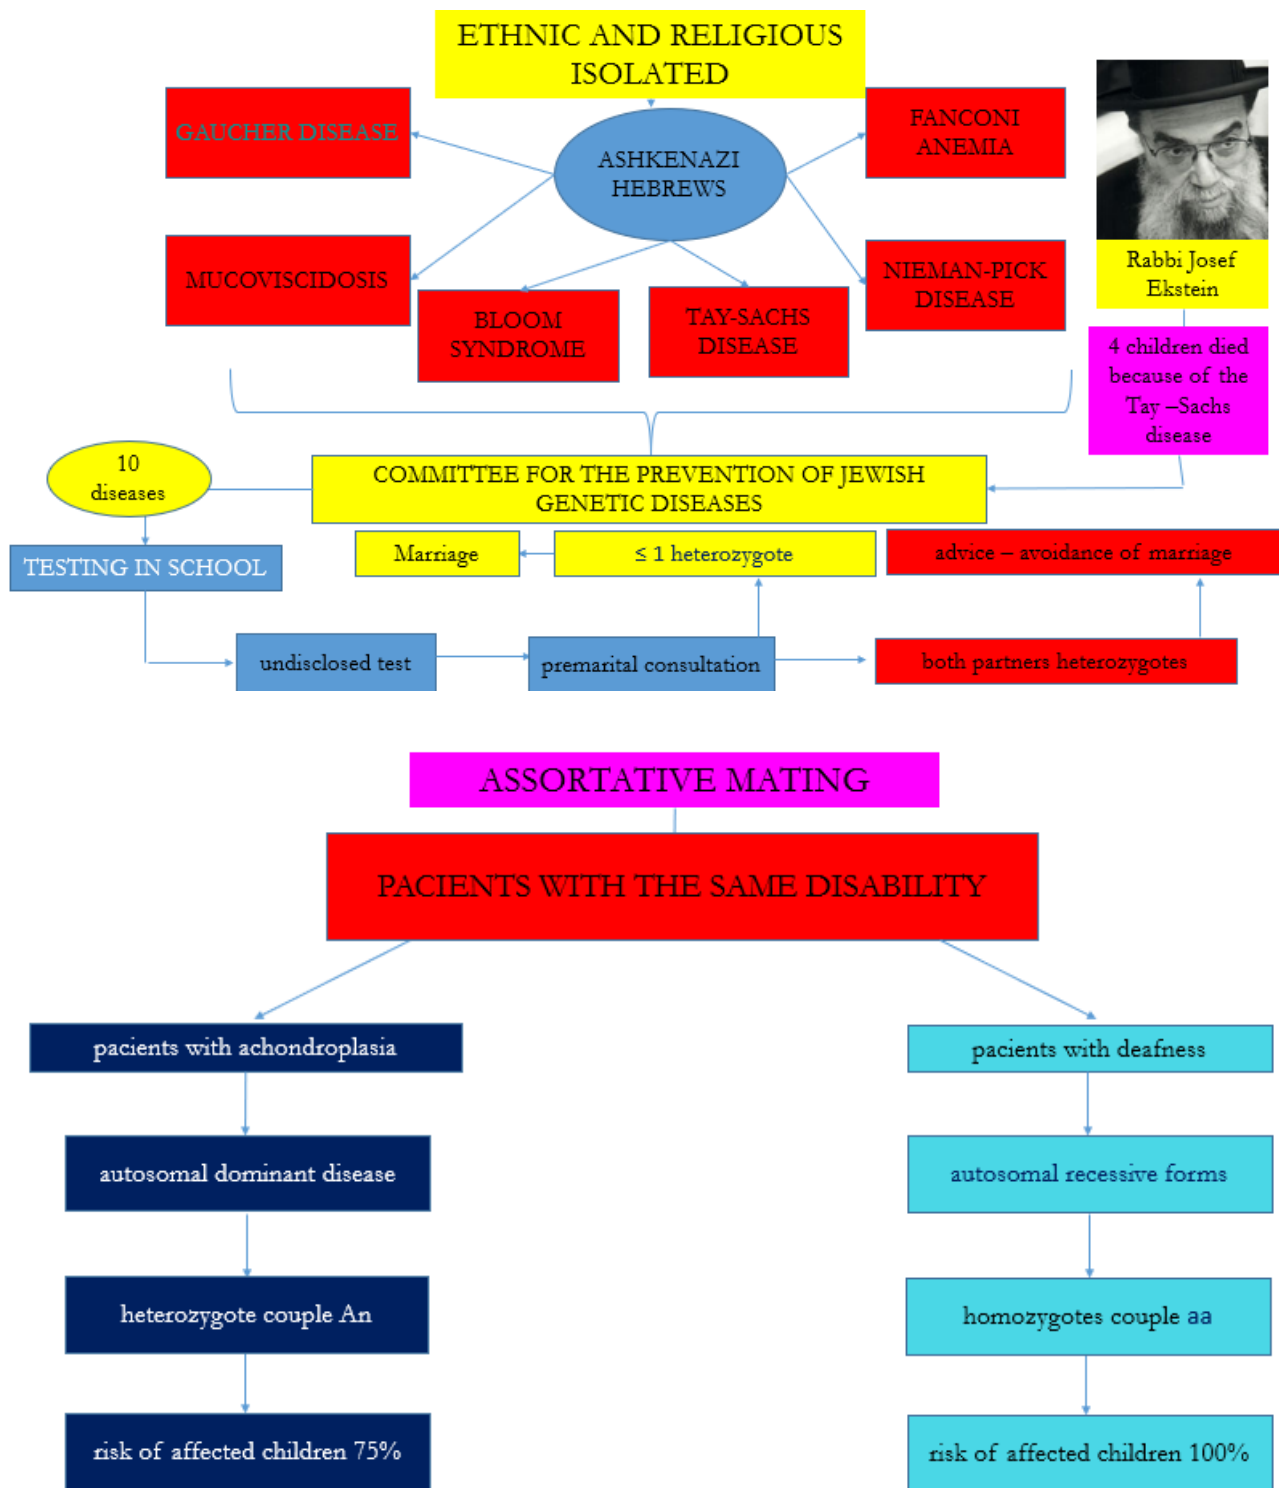 ETHNIC AND RELIGIOUS
ISOLATED
GAUCHER DISEASE
ASHKENAZI
HEBREWS
FANCONI
ANEMIA
MUCOVISCIDOSIS
BLOOM
SYNDROME
TAY-SACHS
DISEASE
NIEMAN-PICK
DISEASE
Rabbi Josef
Ekstein
4 children died
because of the
Tay –Sachs
disease
10
diseases
COMMITTEE FOR THE PREVENTION OF JEWISH
GENETIC DISEASES
TESTING IN SCHOOL
Marriage
≤ 1 heterozygote
advice – avoidance of marriage
undisclosed test
premarital consultation
both partners heterozygotes
ASSORTATIVE MATING
PACIENTS WITH THE SAME DISABILITY
pacients with achondroplasia
pacients with deafness
autosomal dominant disease
autosomal recessive forms
heterozygote couple An
homozygotes couple aa
risk of affected children 75%
risk of affected children 100%